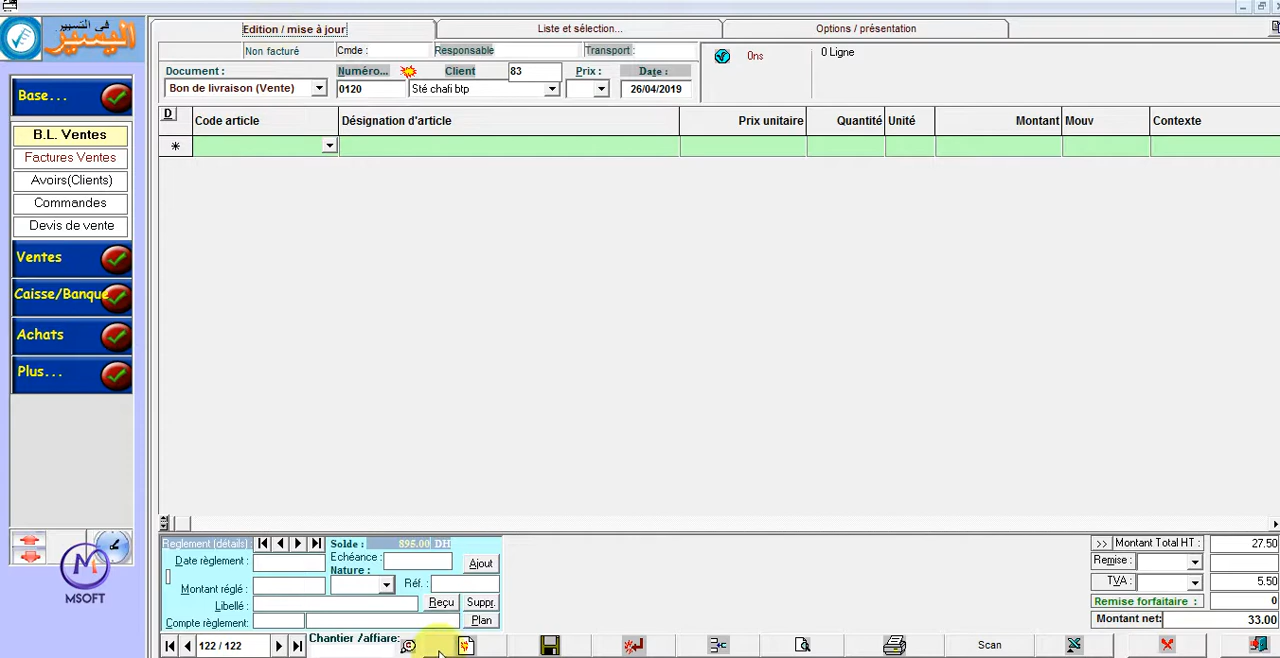 في التسيير
اليسير
Edition / mise à jour
Liste et sélection...
Options / présentation
Non facturé
Cmde :
Responsable
Transport :
0ns
0 Ligne
Document :
Numéro...
Client
83
Prix :
Date :
Bon de livraison (Vente)
0120
Sté chafi btp
26/04/2019
Base...
B.L. Ventes
Factures Ventes
Avoirs(Clients)
Commandes
Devis de vente
Ventes
Caisse/Banque
Achats
Plus...
MSOFT
D
Code article
Désignation d'article
Prix unitaire
Quantité
Unité
Montant
Mouv
Contexte
Reglement (détails) :
Solde :
895.00 DH
Date règlement :
Echéance :
Ajout
Nature :
Montant réglé :
Réf. :
Libellé :
Reçu
Suppr.
Compte règlement :
Plan
>>
Montant Total HT :
27.50
Remise :
TVA :
5.50
Remise forfaitaire :
0
Montant net:
33.00
122 / 122
Chantier /affiare:
Scan